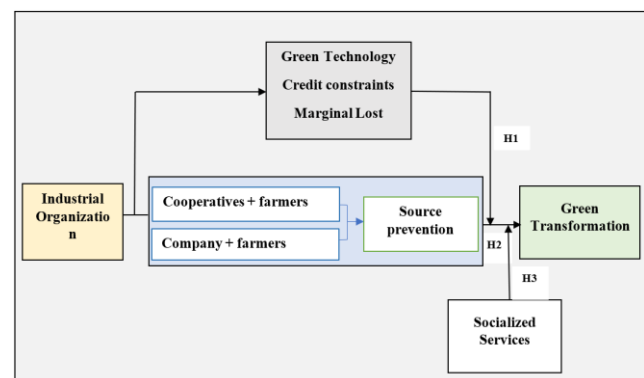 Green Technology
Credit constraints
Marginal Lost
H1
Industrial
Organizatio
n
Cooperatives + farmers
Company + farmers
Source
prevention
H2
Green
Transformation
H3
Socialized
Services